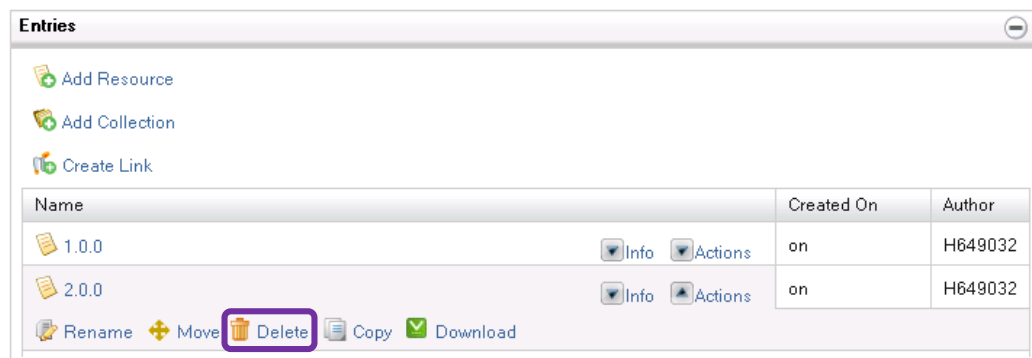 Entries
Add Resource
Add Collection
Create Link
Name Created On Author
1.0.0 Info Actions on H649032
2.0.0 Info Actions on H649032
Rename Move Delete Copy Download